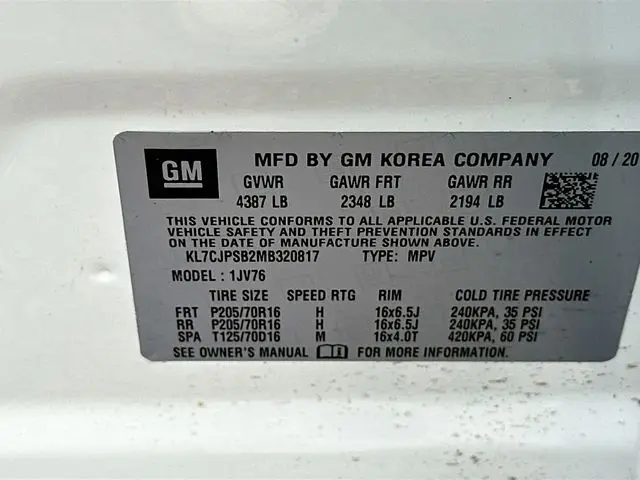 GM MFD BY GM KOREA COMPANY 08/20
GVWR GAWR FRT GAWR RR
4387 LB 2348 LB 2194 LB
THIS VEHICLE CONFORMS TO ALL APPLICABLE U.S. FEDERAL MOTOR
VEHICLE SAFETY AND THEFT PREVENTION STANDARDS IN EFFECT
ON THE DATE OF MANUFACTURE SHOWN ABOVE.
KL7CJPSB2MB320817 TYPE: MPV
MODEL: 1JV76
TIRE SIZE SPEED RTG RIM COLD TIRE PRESSURE
FRT P205/70R16 H 16x6.5J 240KPA, 35 PSI
RR P205/70R16 H 16x6.5J 240KPA, 35 PSI
SPA T125/70D16 M 16x4.0T 420KPA, 60 PSI
SEE OWNER'S MANUAL FOR MORE INFORMATION.